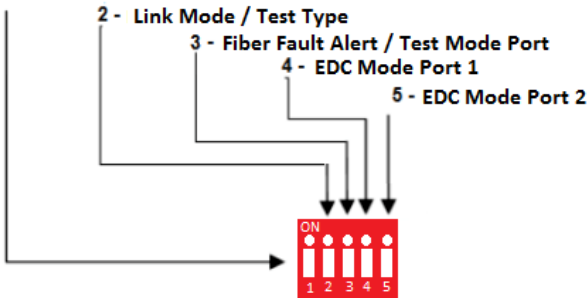 2 - Link Mode / Test Type
3 - Fiber Fault Alert / Test Mode Port
4 - EDC Mode Port 1
5 - EDC Mode Port 2
ON
1 2 3 4 5